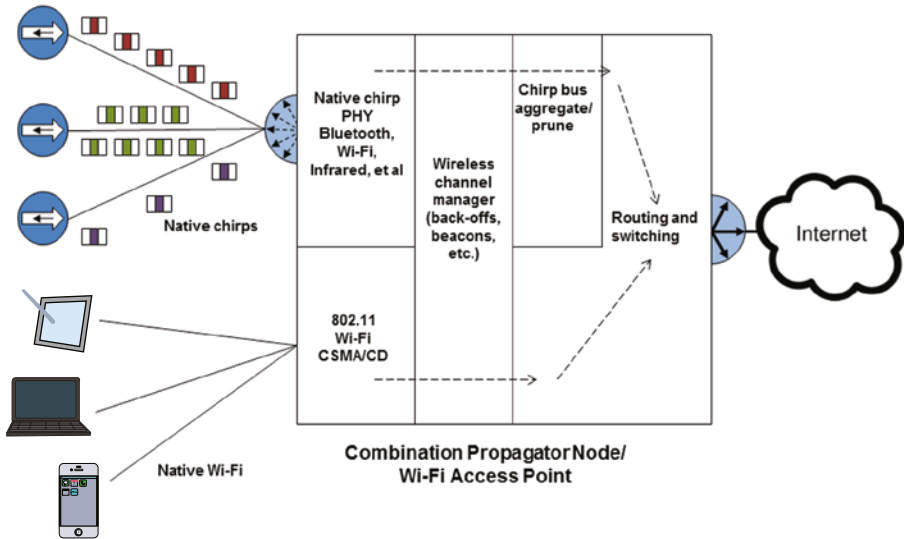 Native chirps
Native chirp
PHY
Bluetooth,
Wi-Fi,
Infrared, et al
Wireless
channel
manager
(back-offs,
beacons,
etc.)
Chirp bus
aggregate/
prune
Routing and
switching
Internet
802.11
Wi-Fi
CSMA/CD
Native Wi-Fi
Combination Propagator Node/
Wi-Fi Access Point